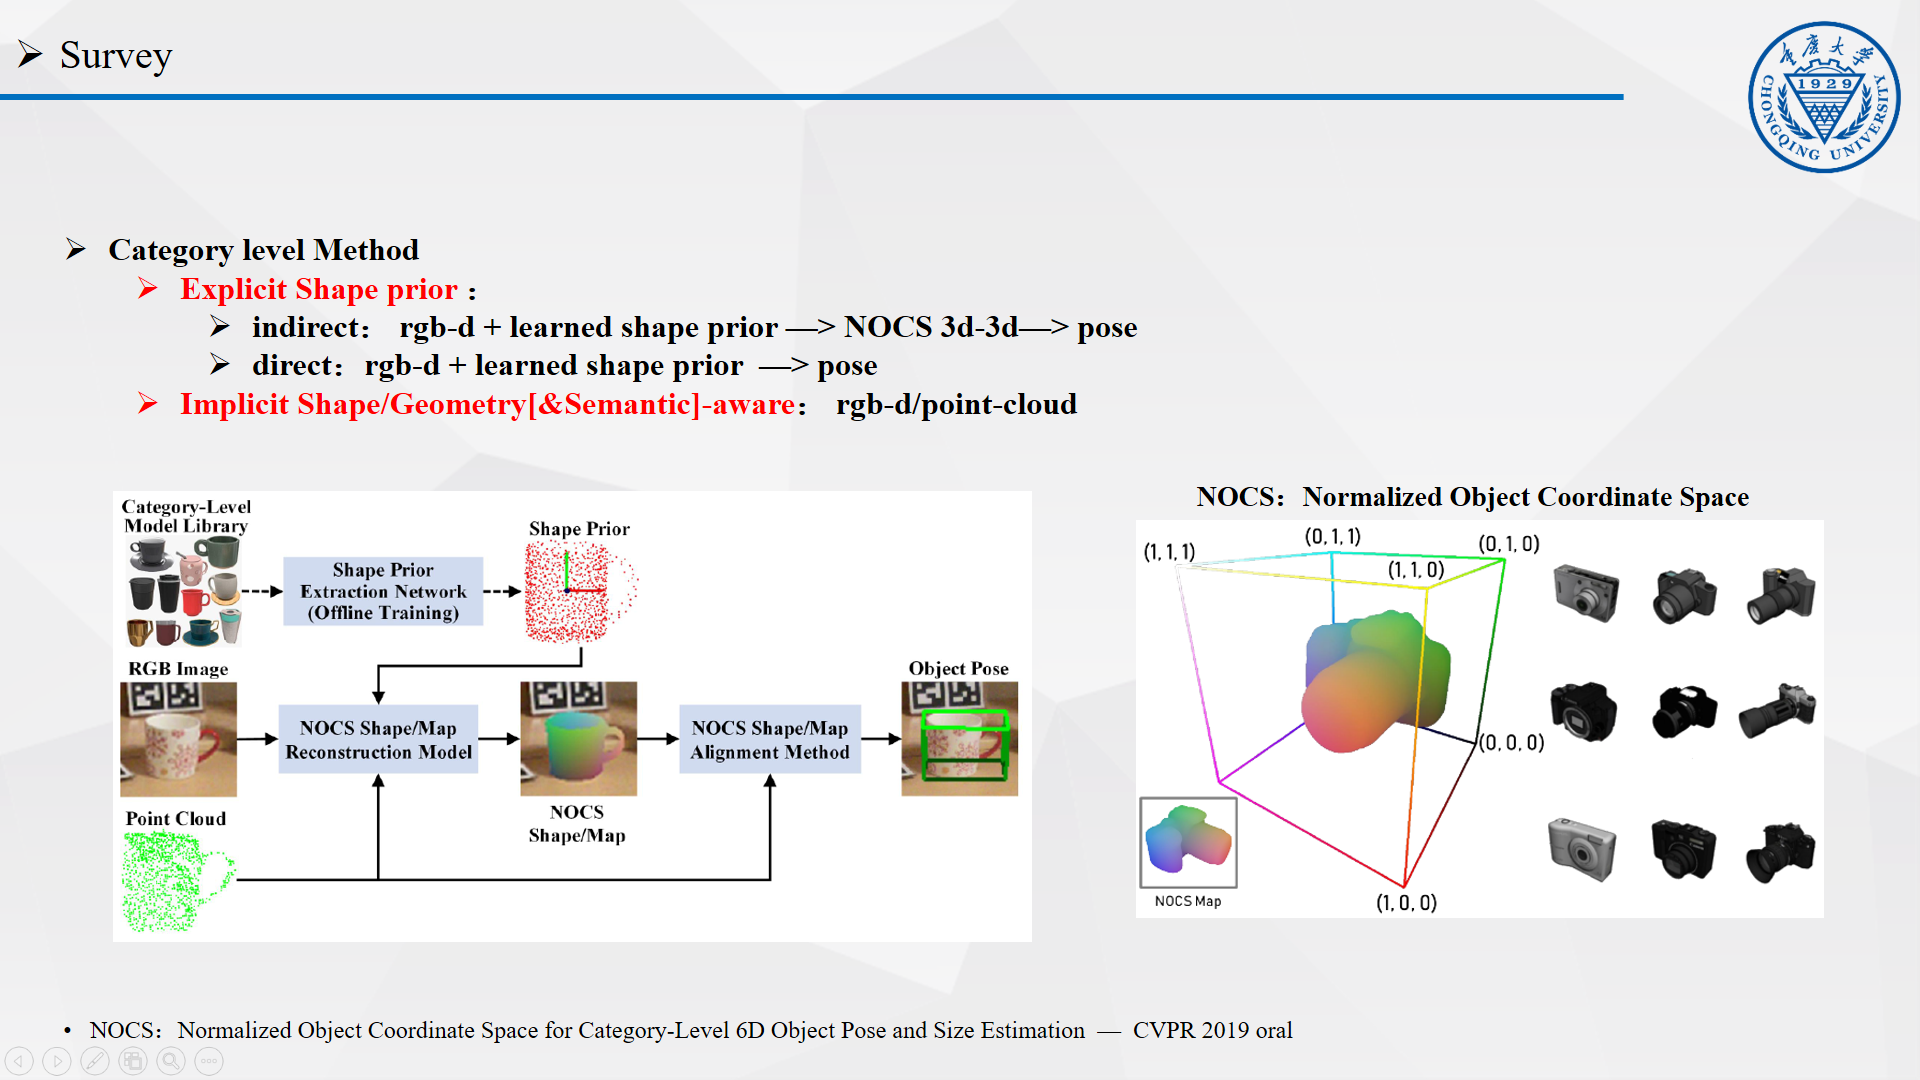 Survey
重庆大学
1929
CHONGQING UNIVERSITY
Category level Method
Explicit Shape prior :
indirect： rgb-d + learned shape prior —> NOCS 3d-3d—> pose
direct：rgb-d + learned shape prior —> pose
Implicit Shape/Geometry[&Semantic]-aware： rgb-d/point-cloud
Category-Level
Model Library
Shape Prior
Extraction Network
(Offline Training)
Shape Prior
RGB Image
NOCS Shape/Map
Reconstruction Model
NOCS Shape/Map
Alignment Method
Object Pose
Point Cloud
NOCS
Shape/Map
NOCS：Normalized Object Coordinate Space
(1, 1, 1)
(0, 1, 1)
(0, 1, 0)
(1, 1, 0)
(0, 0, 0)
(1, 0, 0)
NOCS Map
• NOCS：Normalized Object Coordinate Space for Category-Level 6D Object Pose and Size Estimation — CVPR 2019 oral